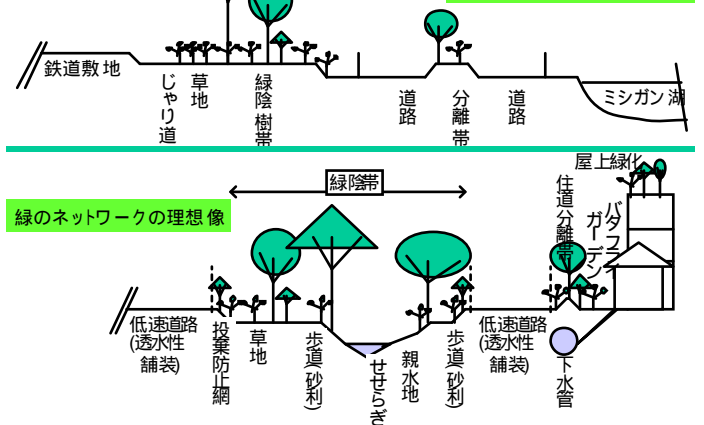 鉄道敷地
じゃり道
草地
緑陰樹帯
道路
分離帯
道路
ミシガン湖
緑陰帯
屋上緑化
緑のネットワークの理想像
住道分離帯
バタフライ
ガーデン
低速道路
(透水性
舗装)
投棄防止網
草地
歩道(砂利)
せせらぎ
親水地
歩道(砂利)
低速道路
(透水性
舗装)
下水管